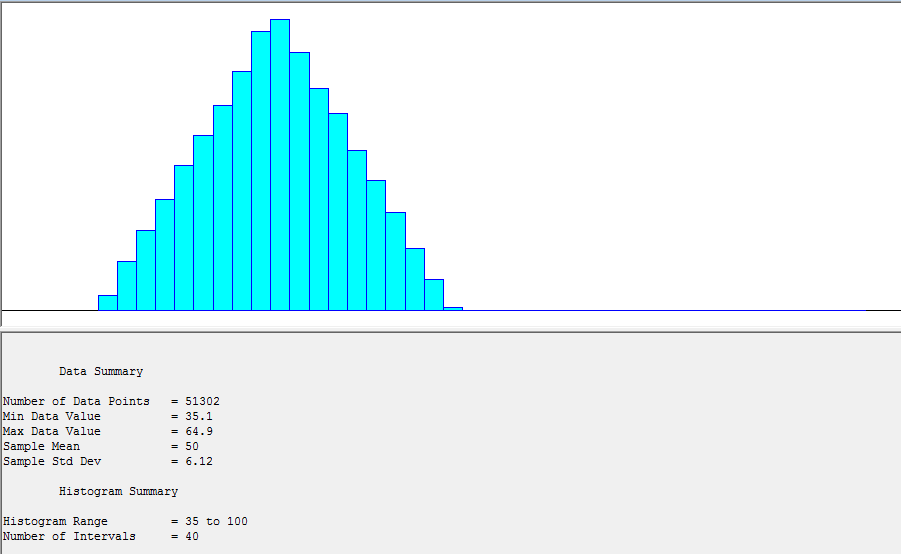 Data Summary
Number of Data Points = 51302
Min Data Value = 35.1
Max Data Value = 64.9
Sample Mean = 50
Sample Std Dev = 6.12
Histogram Summary
Histogram Range = 35 to 100
Number of Intervals = 40